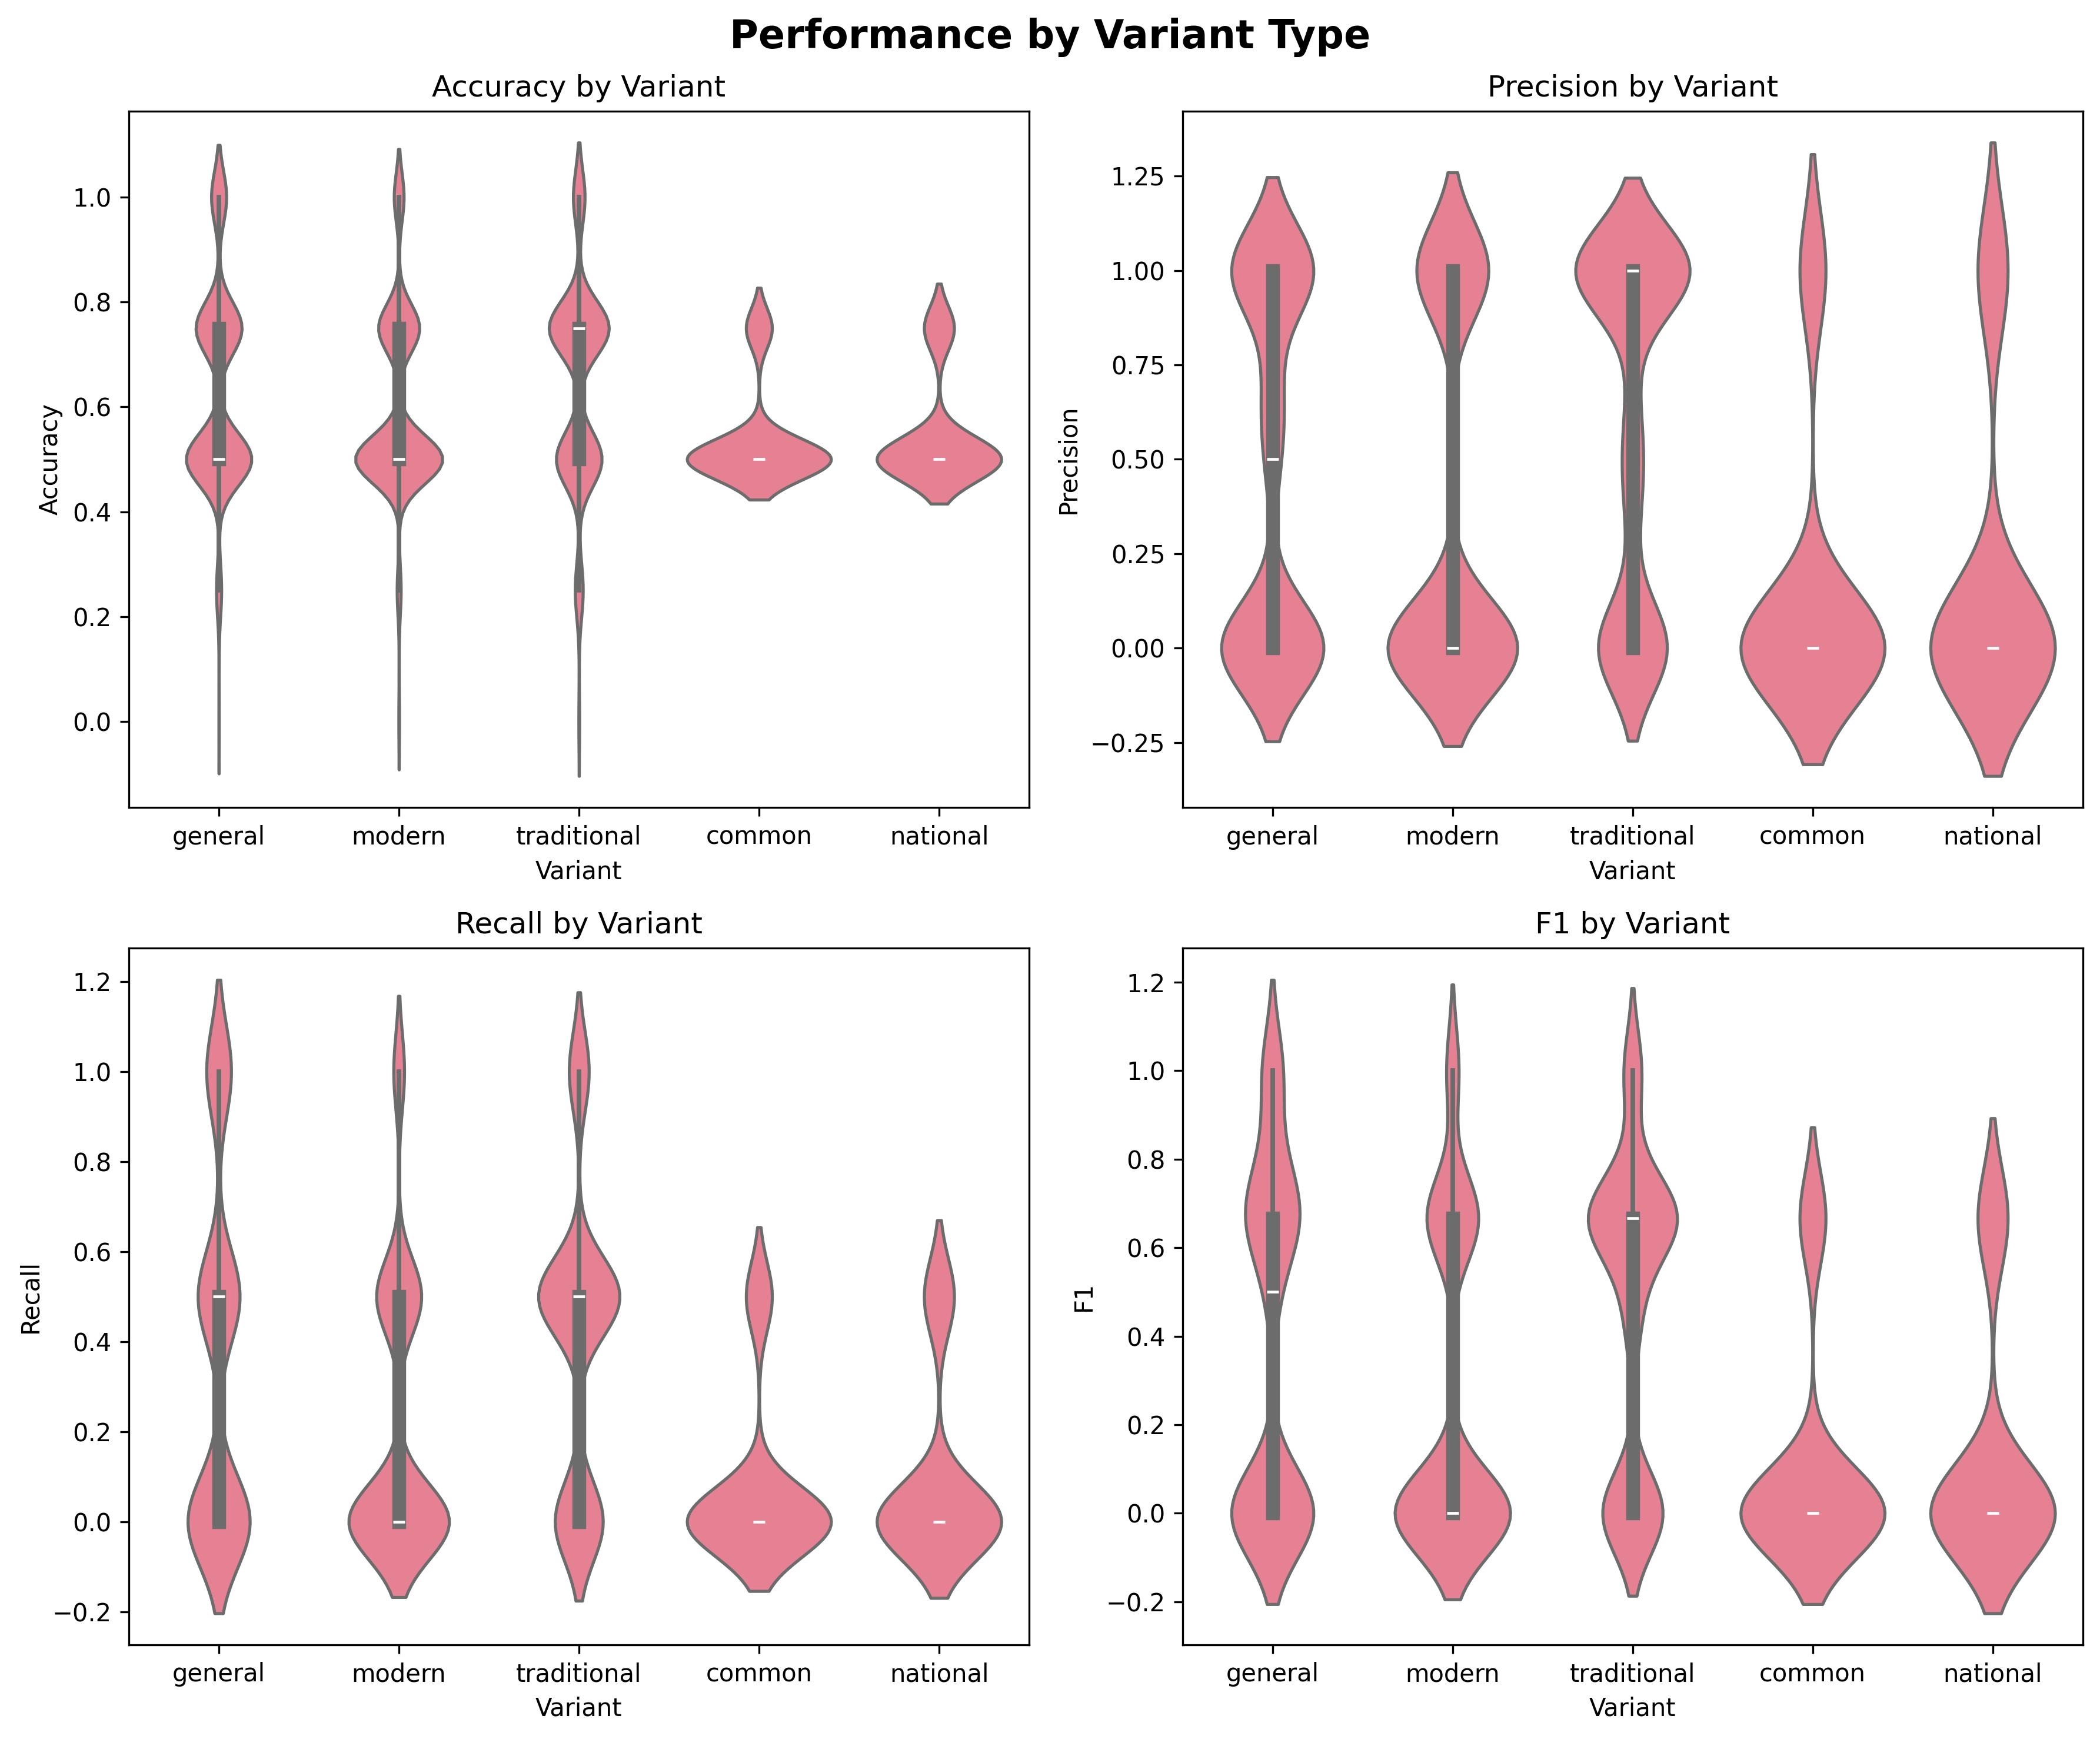 Performance by Variant Type
Accuracy by Variant
Accuracy
1.0
0.8
0.6
0.4
0.2
0.0
general modern traditional common national
Variant
Precision by Variant
Precision
1.25
1.00
0.75
0.50
0.25
0.00
−0.25
general modern traditional common national
Variant
Recall by Variant
Recall
1.2
1.0
0.8
0.6
0.4
0.2
0.0
−0.2
general modern traditional common national
Variant
F1 by Variant
F1
1.2
1.0
0.8
0.6
0.4
0.2
0.0
−0.2
general modern traditional common national
Variant